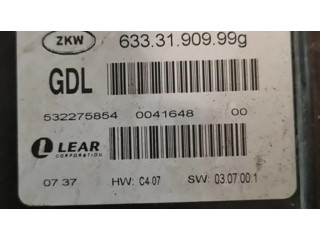 ZKW 633.31.909.99g
GDL
532275854 0041648 00
LEAR
CORPORATION
07 37 HW: C4 07 SW: 03.07.00.1